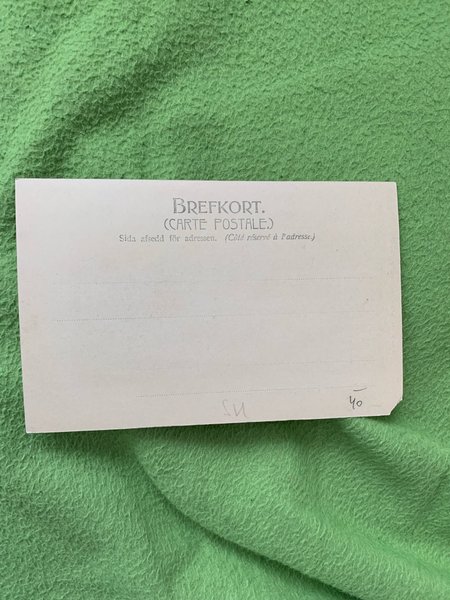 BREFKORT.
(CARTE POSTALE.)
Sida afsedd för adressen. (Côté réservé à l'adresse.)
40